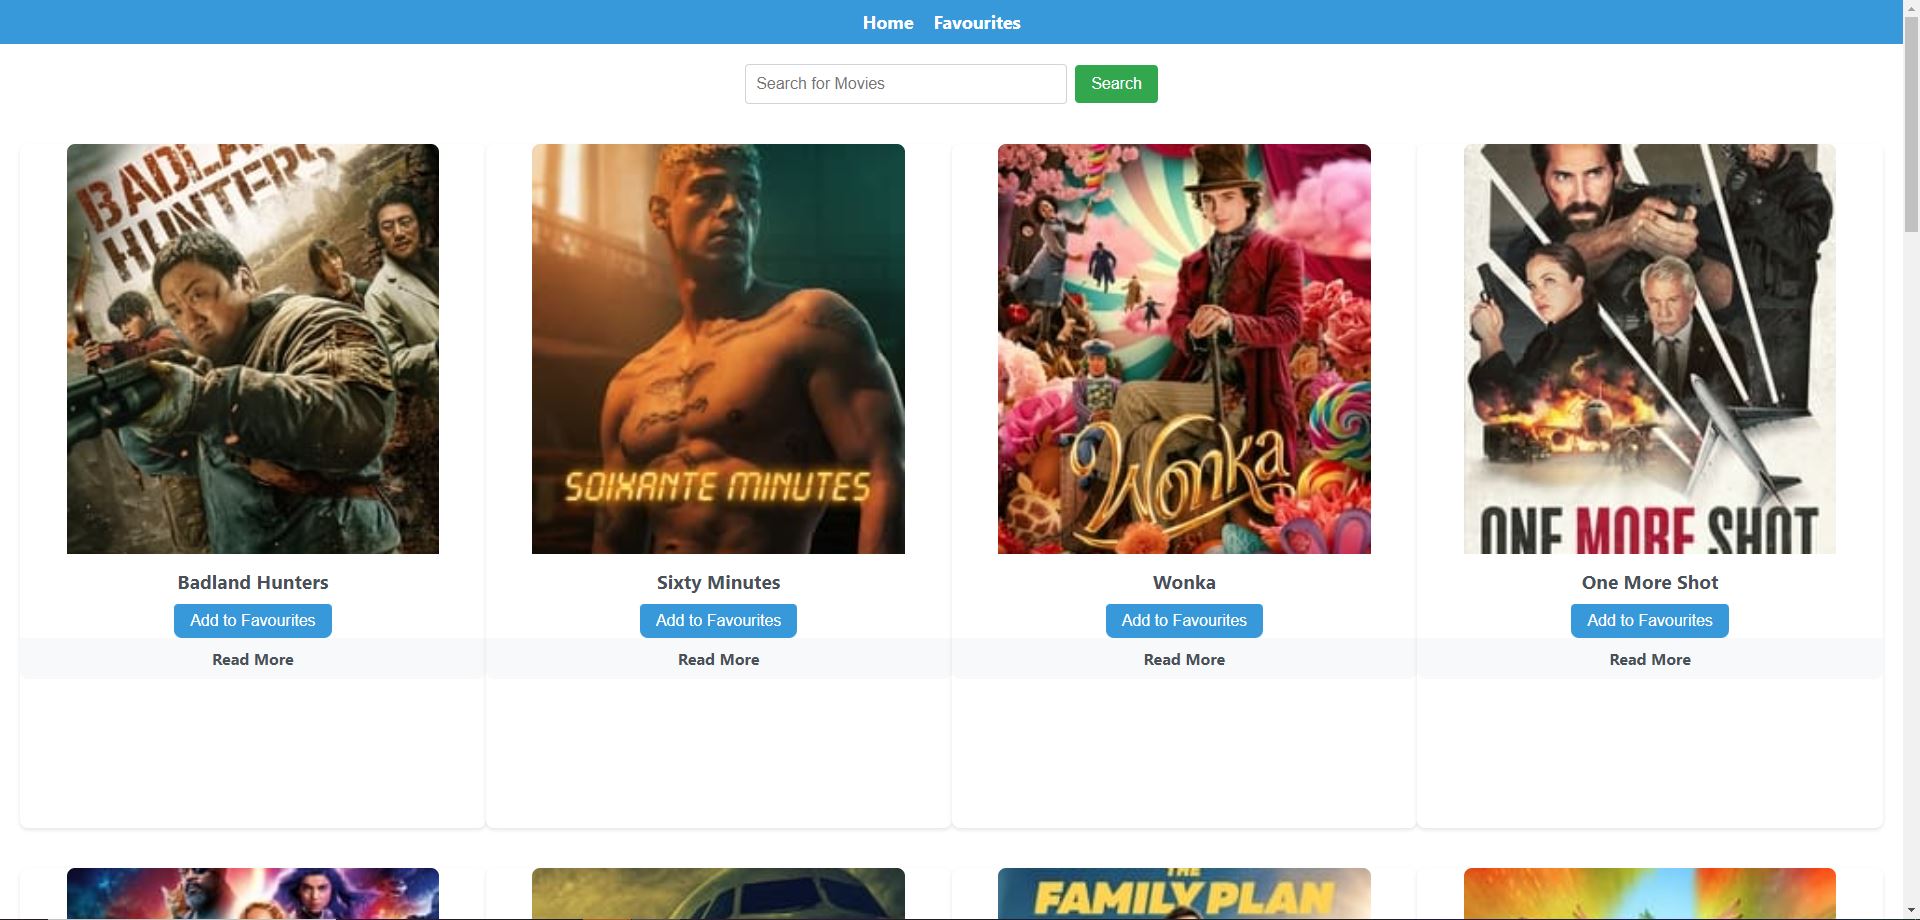 Home Favourites
Search for Movies Search
BADLA
HUNTERS
SOIXANTE MINUTES
Wonka
ONE MORE SHOT
Badland Hunters Sixty Minutes Wonka One More Shot
Add to Favourites Add to Favourites Add to Favourites Add to Favourites
Read More Read More Read More Read More
THE
FAMILY PLAN